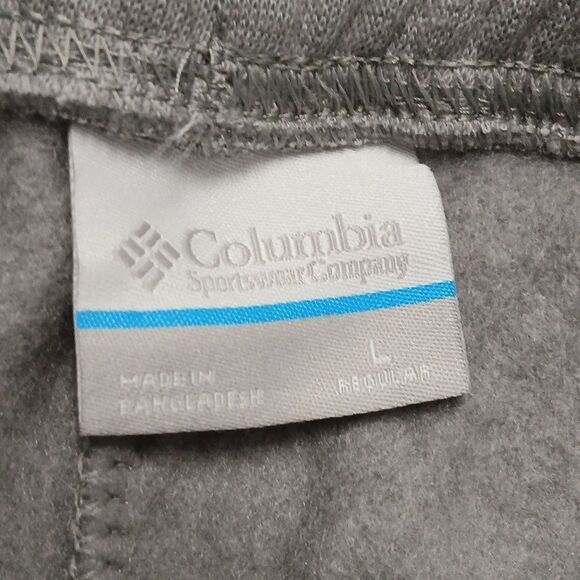 Columbia
Sportswear Company
L
MADE IN REGULAR
BANGLADESH